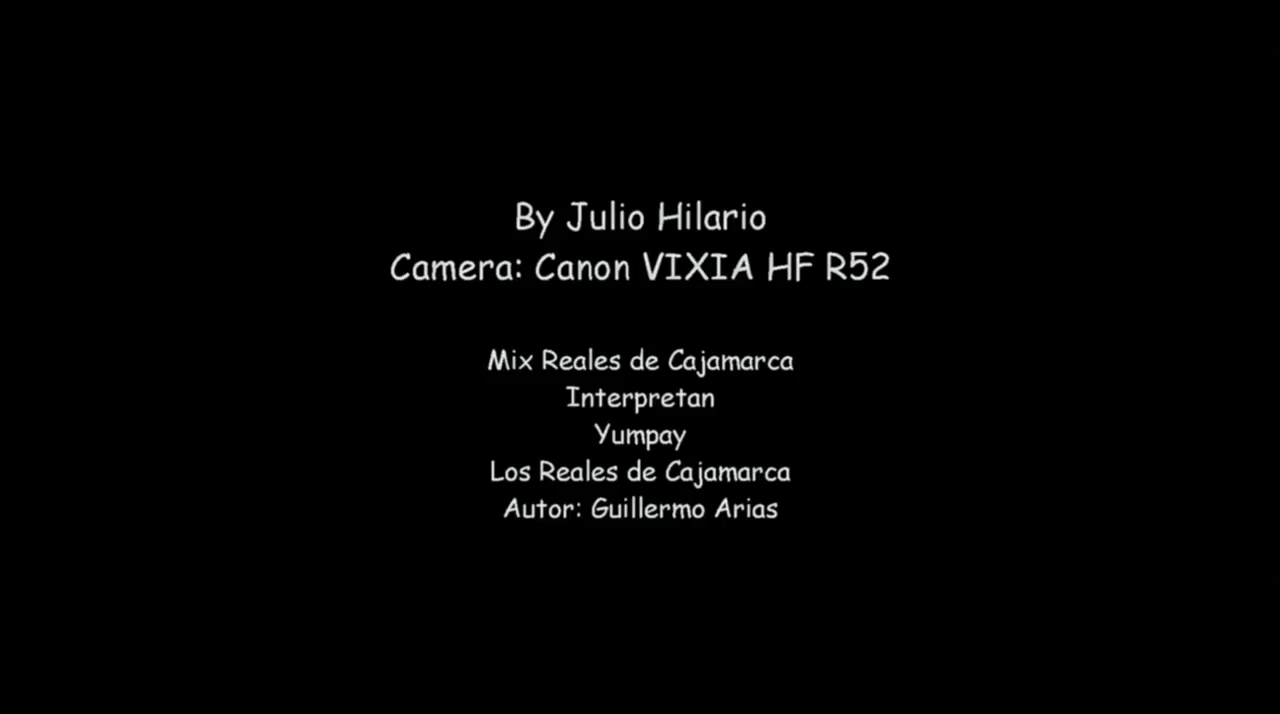 By Julio Hilario
Camera: Canon VIXIA HF R52
Mix Reales de Cajamarca
Interpretan
Yumpay
Los Reales de Cajamarca
Autor: Guillermo Arias